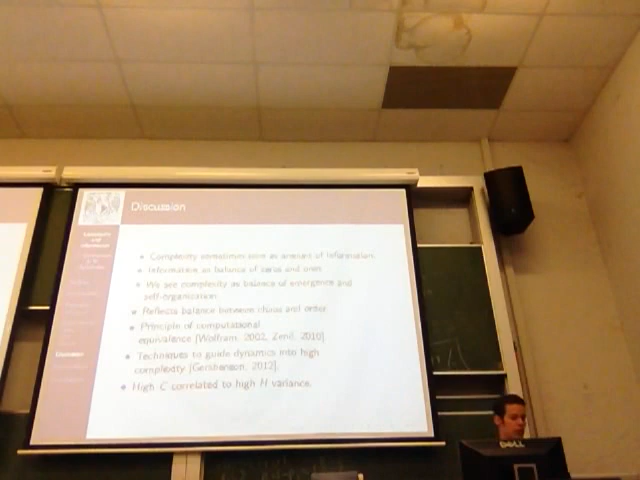 Discussion
Complexity sometimes seen as amount of information.
Information as balance of zeros and ones
We see complexity as balance of emergence and
self-organization.
Reflects balance between chaos and order.
Principle of computational
equivalence [Wolfram, 2002, Zenil, 2010]
Techniques to guide dynamics into high
complexity [Gershenson, 2012].
High C correlated to high H variance.
DELL